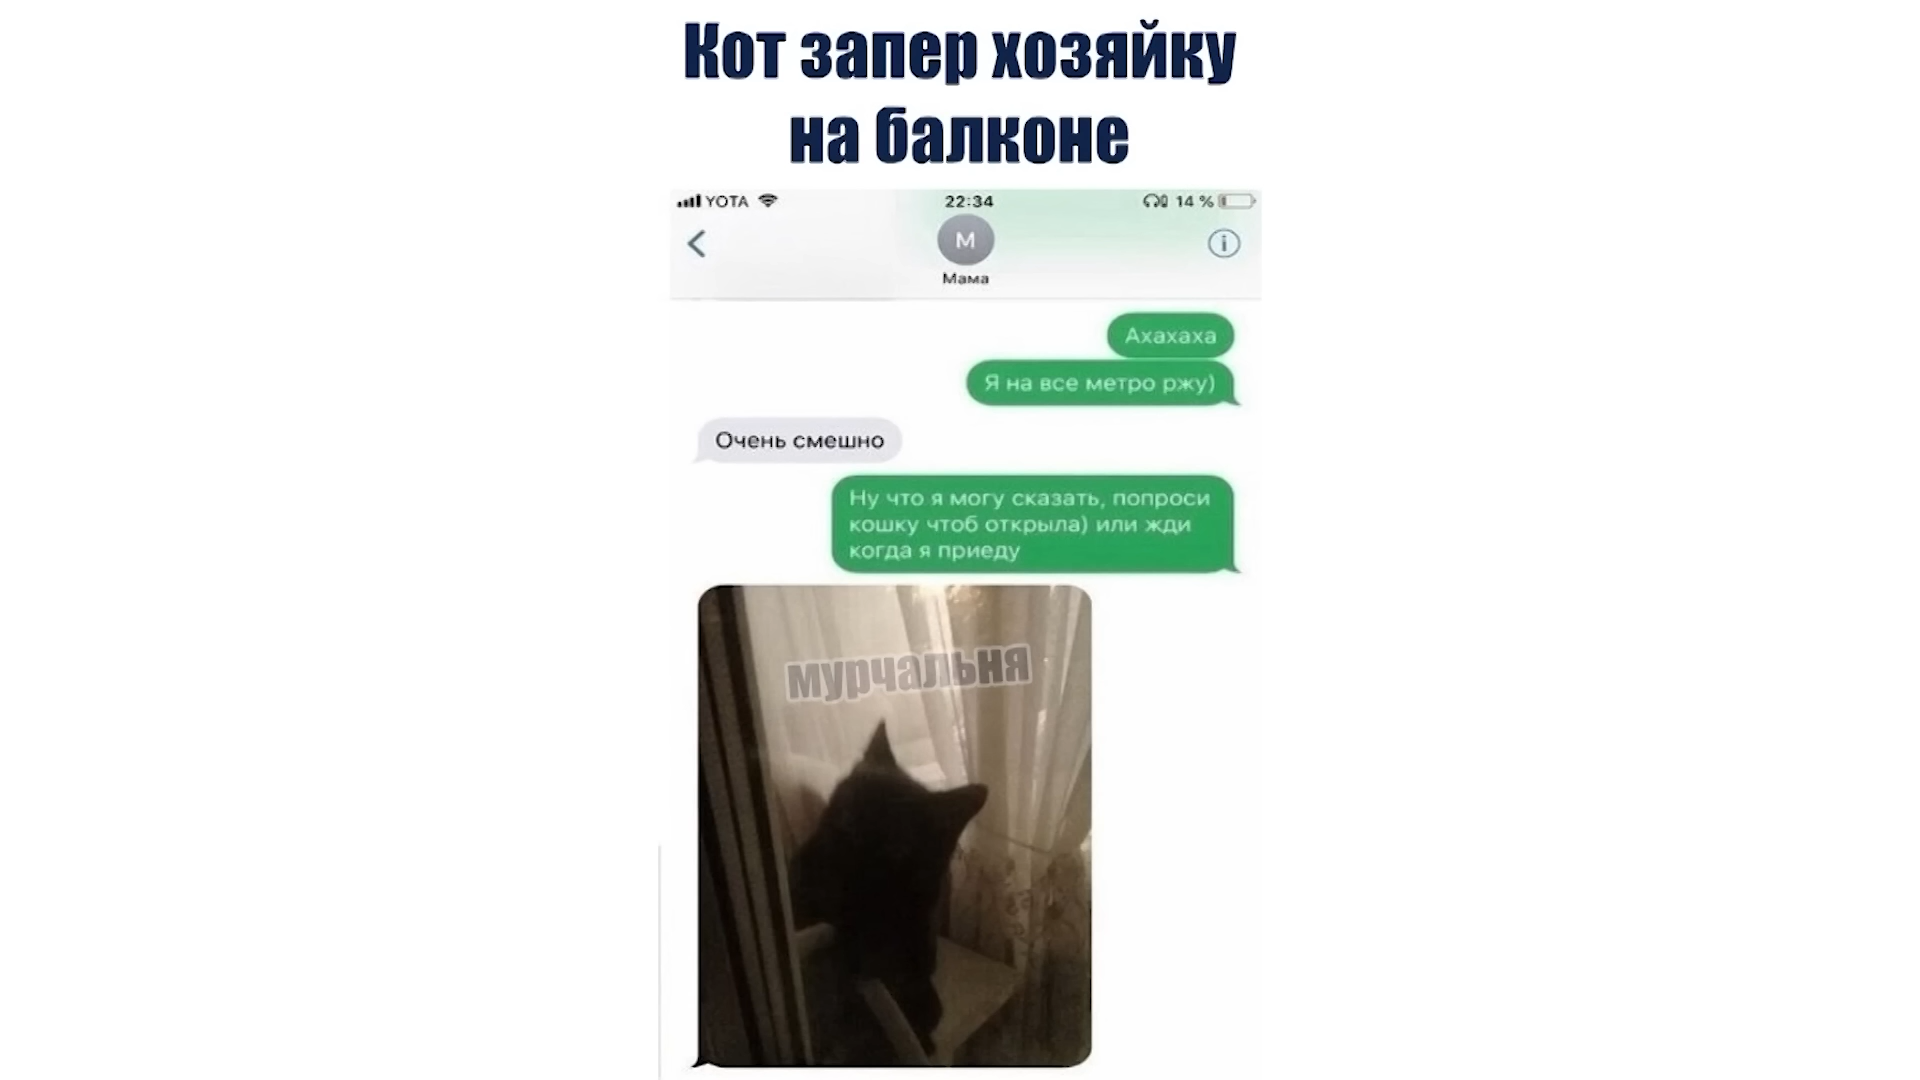 Кот запер хозяйку
на балконе
YOTA
22:34
14 %
М
Мама
Ахахаха
Я на все метро ржу)
Очень смешно
Ну что я могу сказать, попроси
кошку чтоб открыла) или жди
когда я приеду
мурчальня